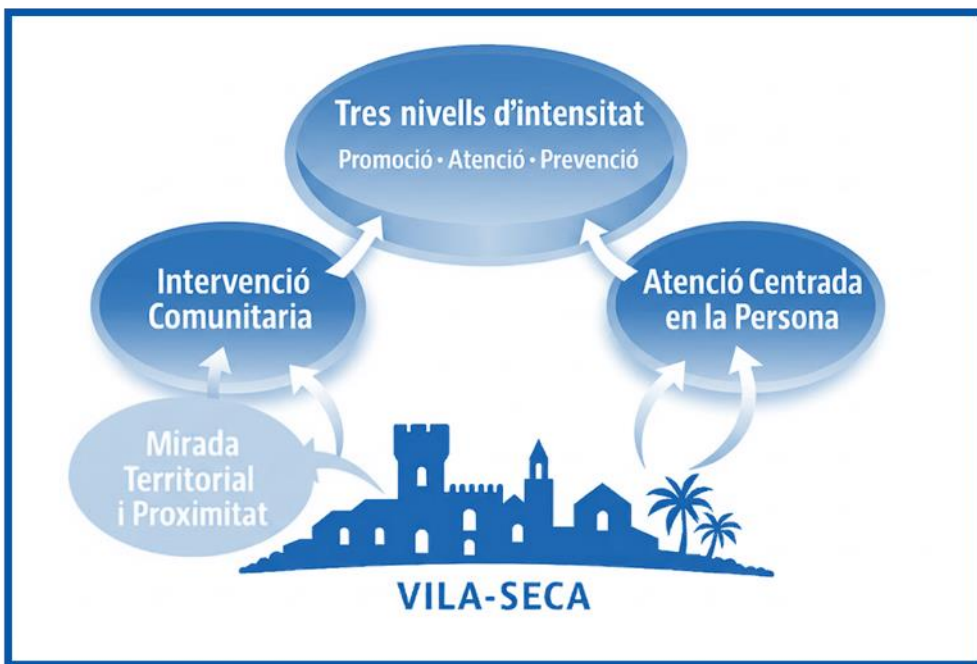 Tres nivells d'intensitat
Promoció · Atenció · Prevenció
Intervenció
Comunitaria
Atenció Centrada
en la Persona
Mirada
Territorial
i Proximitat
VILA-SECA